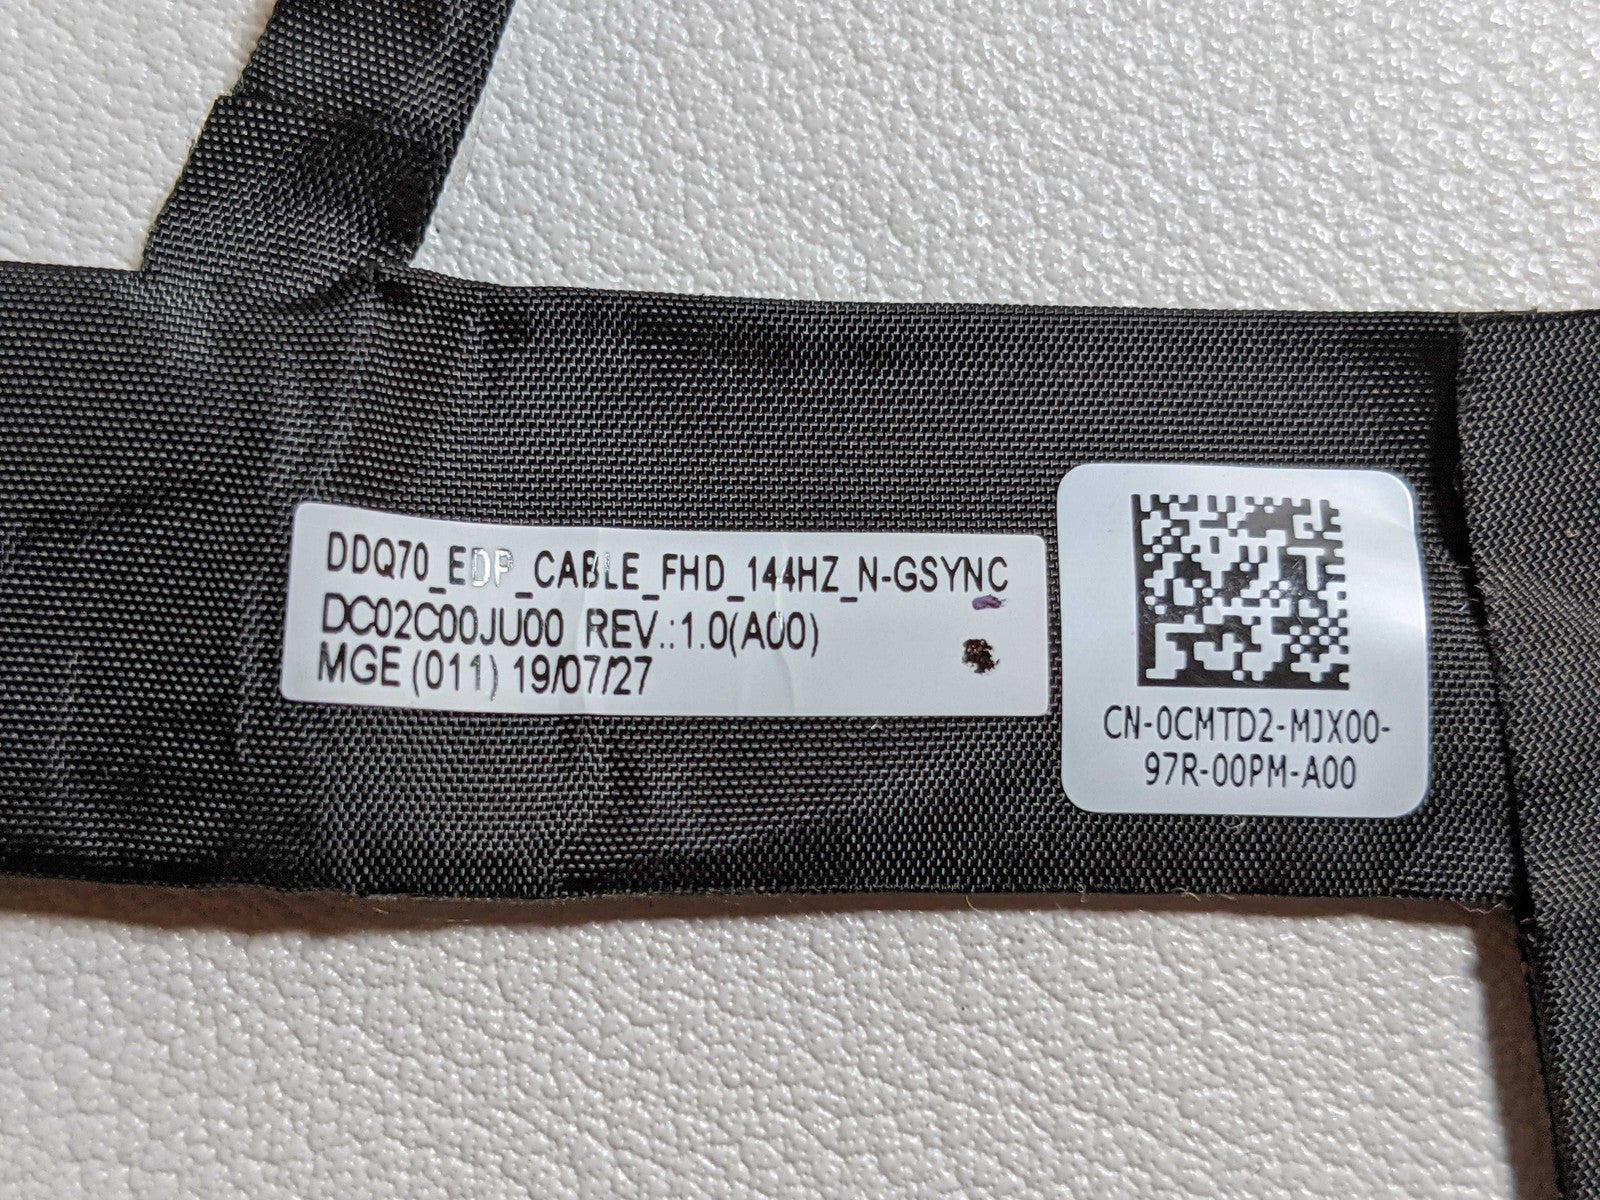 DDQ70_EDP_CABLE_FHD_144HZ_N-GSYNC
DC02C00JU00 REV.:1.0(A00)
MGE (011) 19/07/27
CN-0CMTD2-MJX00-
97R-00PM-A00